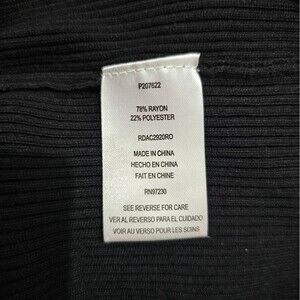 P207622
78% RAYON
22% POLYESTER
RDAC2920RO
MADE IN CHINA
HECHO EN CHINA
FAIT EN CHINE
RN97230
SEE REVERSE FOR CARE
VER AL REVERSO PARA EL CUIDADO
VOIR AU VERSO POUR LES SOINS